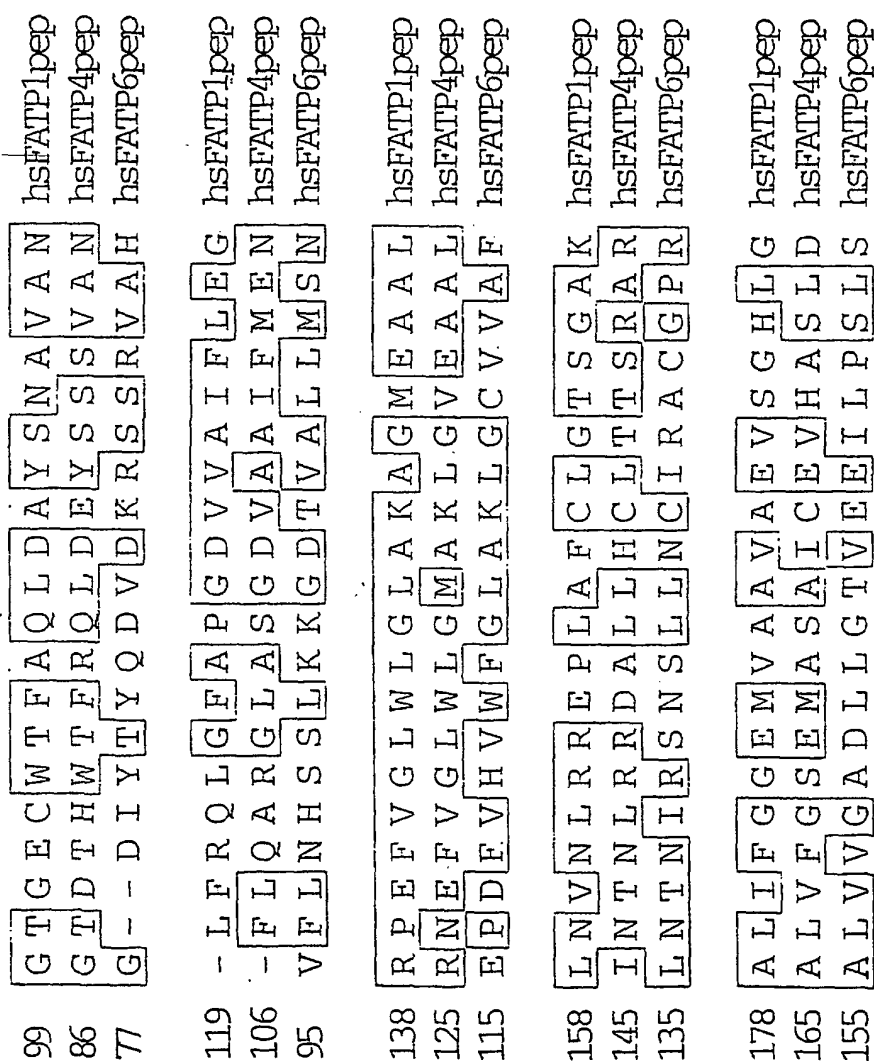 99 G T G E C W T F A Q L D A Y S N A V A N hsFATP1pep
86 G T D T H W T F R Q L D E Y S S S V A N hsFATP4pep
77 G - - D I Y T Y Q D V D K R S S R V A H hsFATP6pep
119 - L F R Q L G F A P G D V V A I F L E G hsFATP1pep
106 - F L Q A R G L A S G D V A A I F M E N hsFATP4pep
95 V F L N H S S L K K G D T V A L L M S N hsFATP6pep
138 R P E F V G L W L G L A K A G M E A A L hsFATP1pep
125 R N E F V G L W L G M A K L G V E A A L hsFATP4pep
115 E P D F V H V W F G L A K L G C V V A F hsFATP6pep
158 L N V N L R R E P L A F C L G T S G A K hsFATP1pep
145 I N T N L R R D A L L H C L T T S R A R hsFATP4pep
135 L N T N I R S N S L L N C I R A C G P R hsFATP6pep
178 A L I F G G E M V A A V A E V S G H L G hsFATP1pep
165 A L V F G S E M A S A I C E V H A S L D hsFATP4pep
155 A L V V G A D L L G T V E E I L P S L S hsFATP6pep